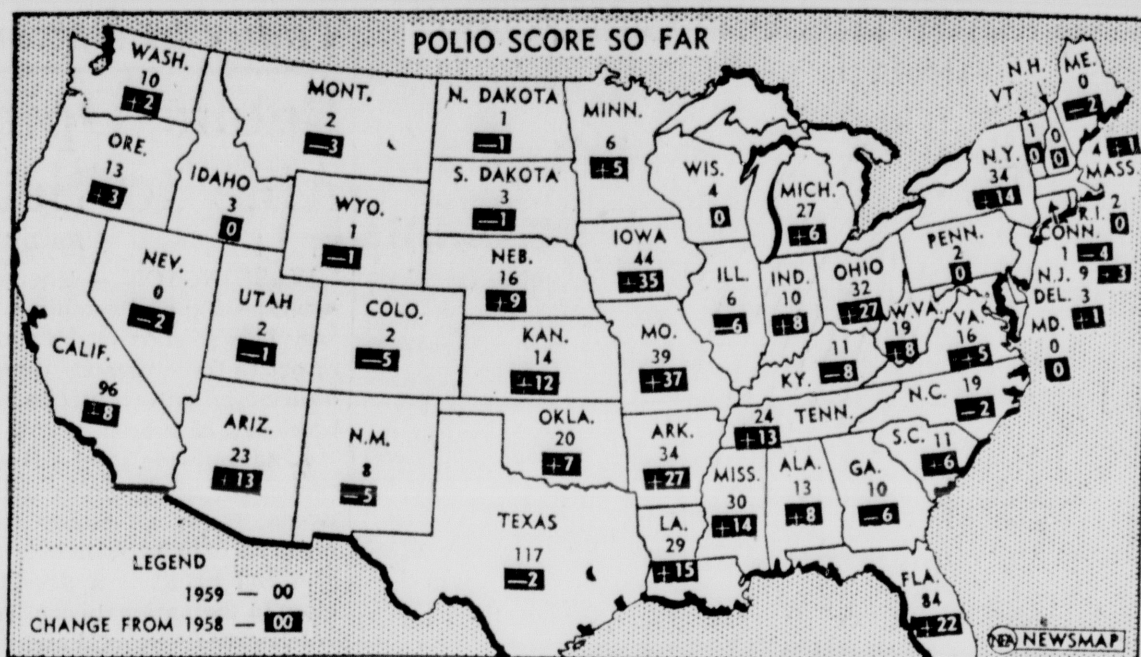 POLIO SCORE SO FAR
WASH.
10
+2
ORE.
13
+3
IDAHO
3
0
MONT.
2
—3
WYO.
1
—1
N. DAKOTA
1
—1
S. DAKOTA
3
—1
NEB.
16
+9
KAN.
14
+12
OKLA.
20
+7
TEXAS
117
—2
NEV.
0
—2
UTAH
2
—1
COLO.
2
—5
CALIF.
96
+8
ARIZ.
23
+13
N.M.
8
—5
MINN.
6
+5
IOWA
44
+35
MO.
39
+37
ARK.
34
+27
LA.
29
+15
WIS.
4
0
ILL.
6
—6
MICH.
27
+6
IND.
10
+8
OHIO
32
+27
KY.
11
—8
24
TENN.
+13
MISS.
30
+14
ALA.
13
+8
GA.
10
—6
FLA.
84
+22
S.C. 11
+6
N.C. 19
—2
W.VA.
19
+8
VA.
16
+5
PENN.
2
0
N.Y.
34
+14
VT.
1
0
N.H.
0
0
ME.
0
—2
4 +1
MASS.
R.I. 2
0
CONN.
1 —4
N.J. 9 +3
DEL. 3
+1
MD.
0
0
LEGEND
1959 — 00
CHANGE FROM 1958 — 00
NEA NEWSMAP